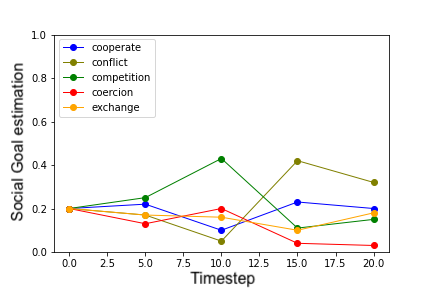 1.0
0.8
0.6
0.4
0.2
0.0
Social Goal estimation
cooperate
conflict
competition
coercion
exchange
0.0 2.5 5.0 7.5 10.0 12.5 15.0 17.5 20.0
Timestep